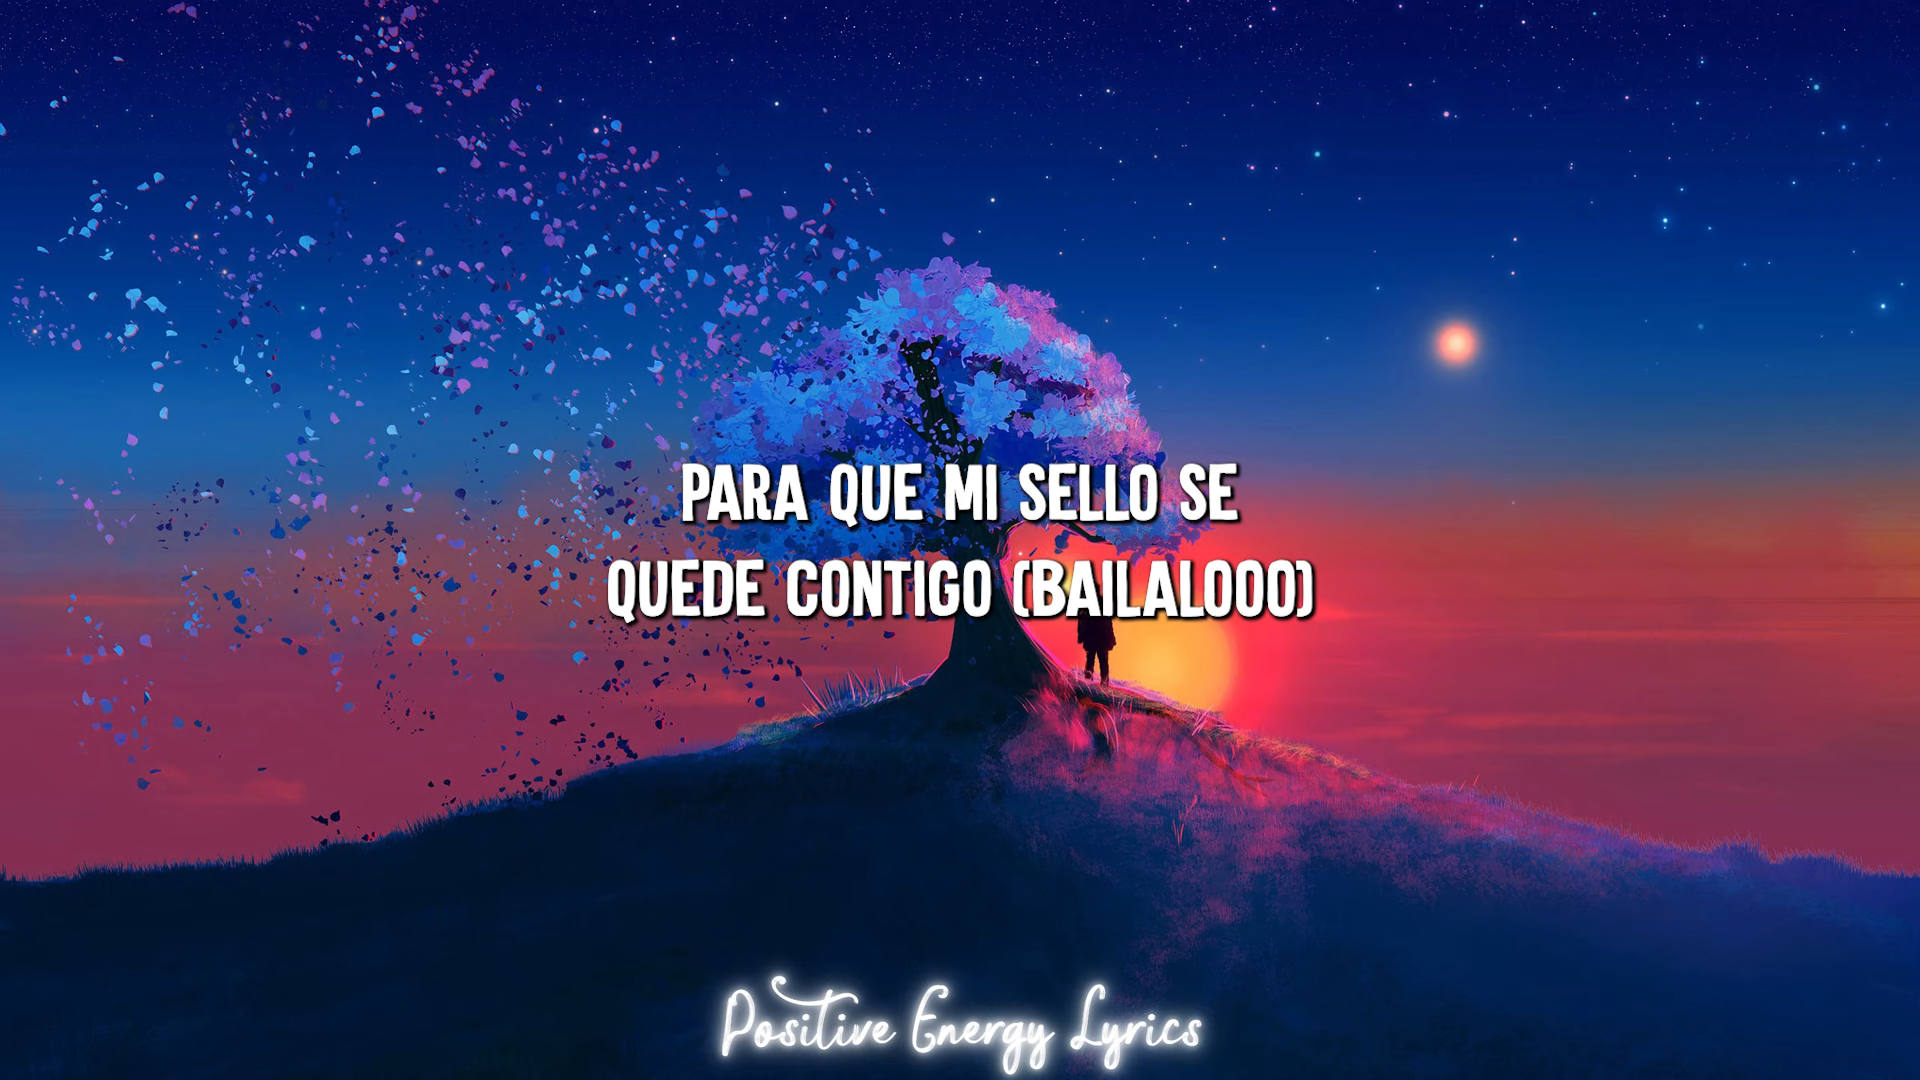 PARA QUE MI SELLO SE
QUEDE CONTIGO (BAILALOOO)
Positive Energy Lyrics